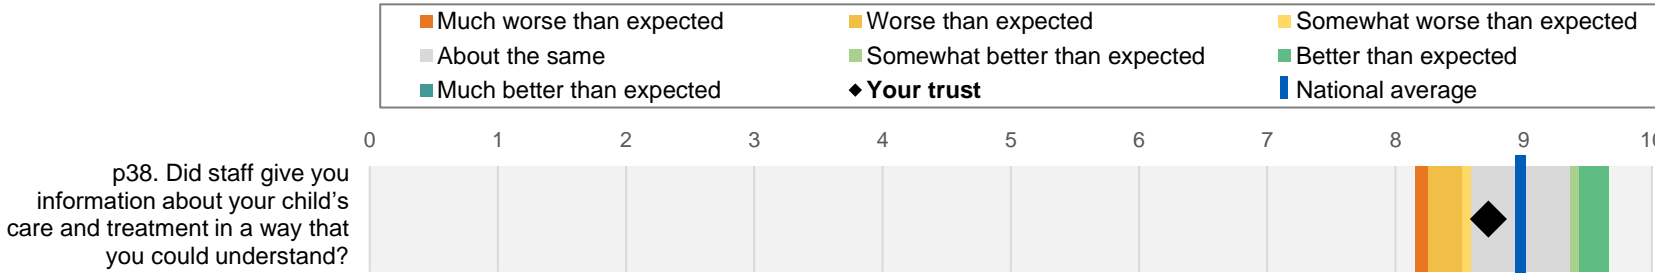 Much worse than expected
Worse than expected
Somewhat worse than expected
About the same
Somewhat better than expected
Better than expected
Much better than expected
Your trust
National average
0 1 2 3 4 5 6 7 8 9 10
p38. Did staff give you
information about your child’s
care and treatment in a way that
you could understand?